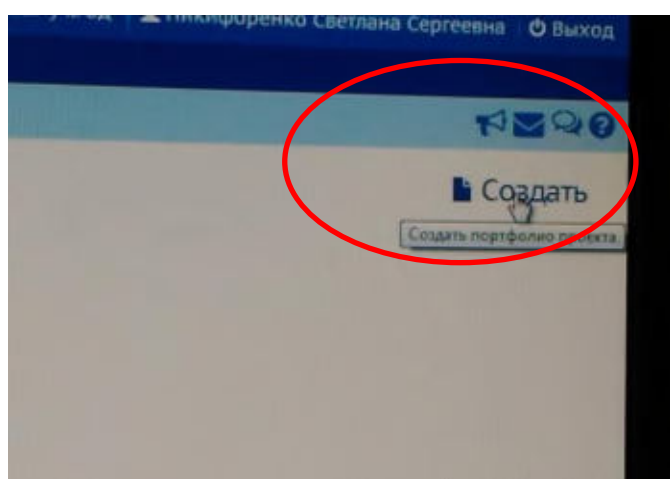 Никифоренко Светлана Сергеевна Выход
Создать
Создать портфолио проекта